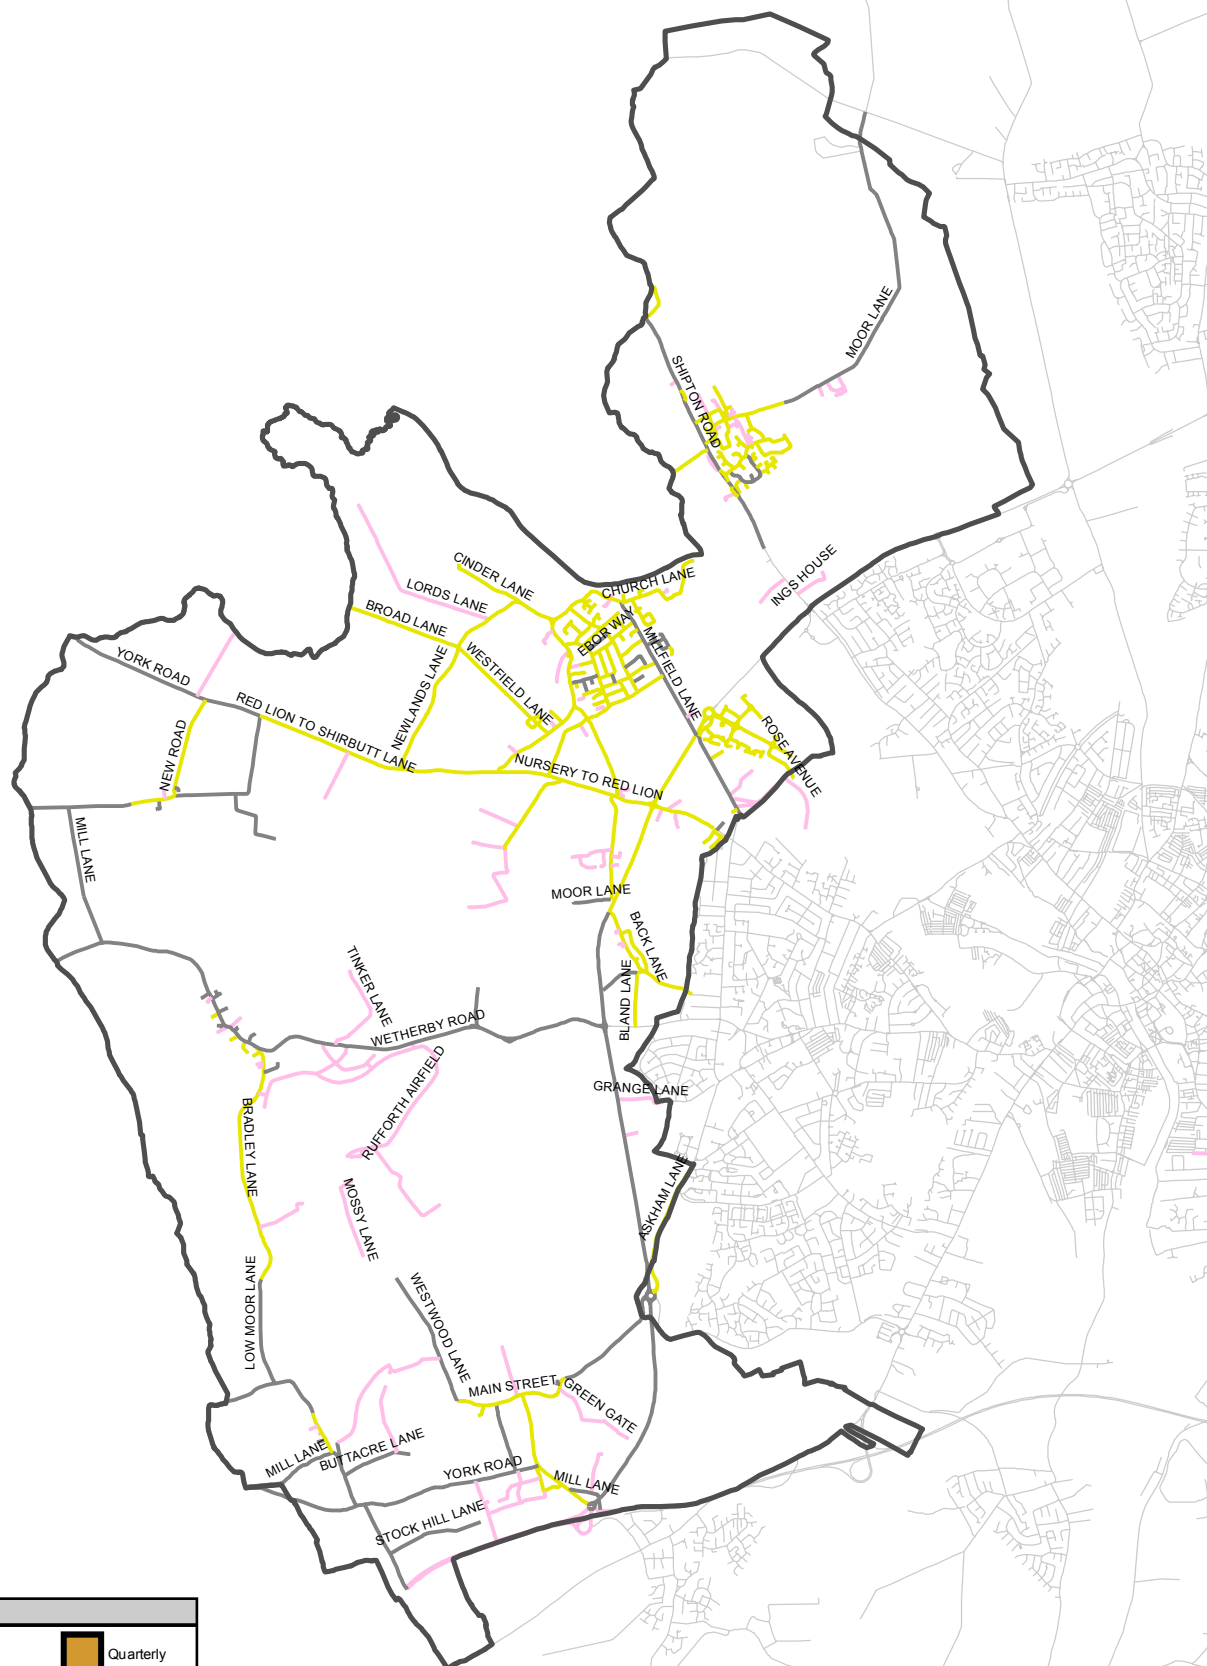 MOOR LANE
SHIPTON ROAD
INGS HOUSE
CINDER LANE
CHURCH LANE
LORDS LANE
BROAD LANE
EBOR WAY
MILLFIELD LANE
WESTFIELD LANE
NEWLANDS LANE
YORK ROAD
RED LION TO SHIRBUTT LANE
NEW ROAD
ROSE AVENUE
NURSERY TO RED LION
MILL LANE
MOOR LANE
BACK LANE
BLAND LANE
TINKER LANE
WETHERBY ROAD
RUFFORTH AIRFIELD
GRANGE LANE
BRADLEY LANE
ASKHAM LANE
MOSSY LANE
LOW MOOR LANE
WESTWOOD LANE
MAIN STREET
GREEN GATE
MILL LANE
BUTTACRE LANE
YORK ROAD
MILL LANE
STOCK HILL LANE
Quarterly